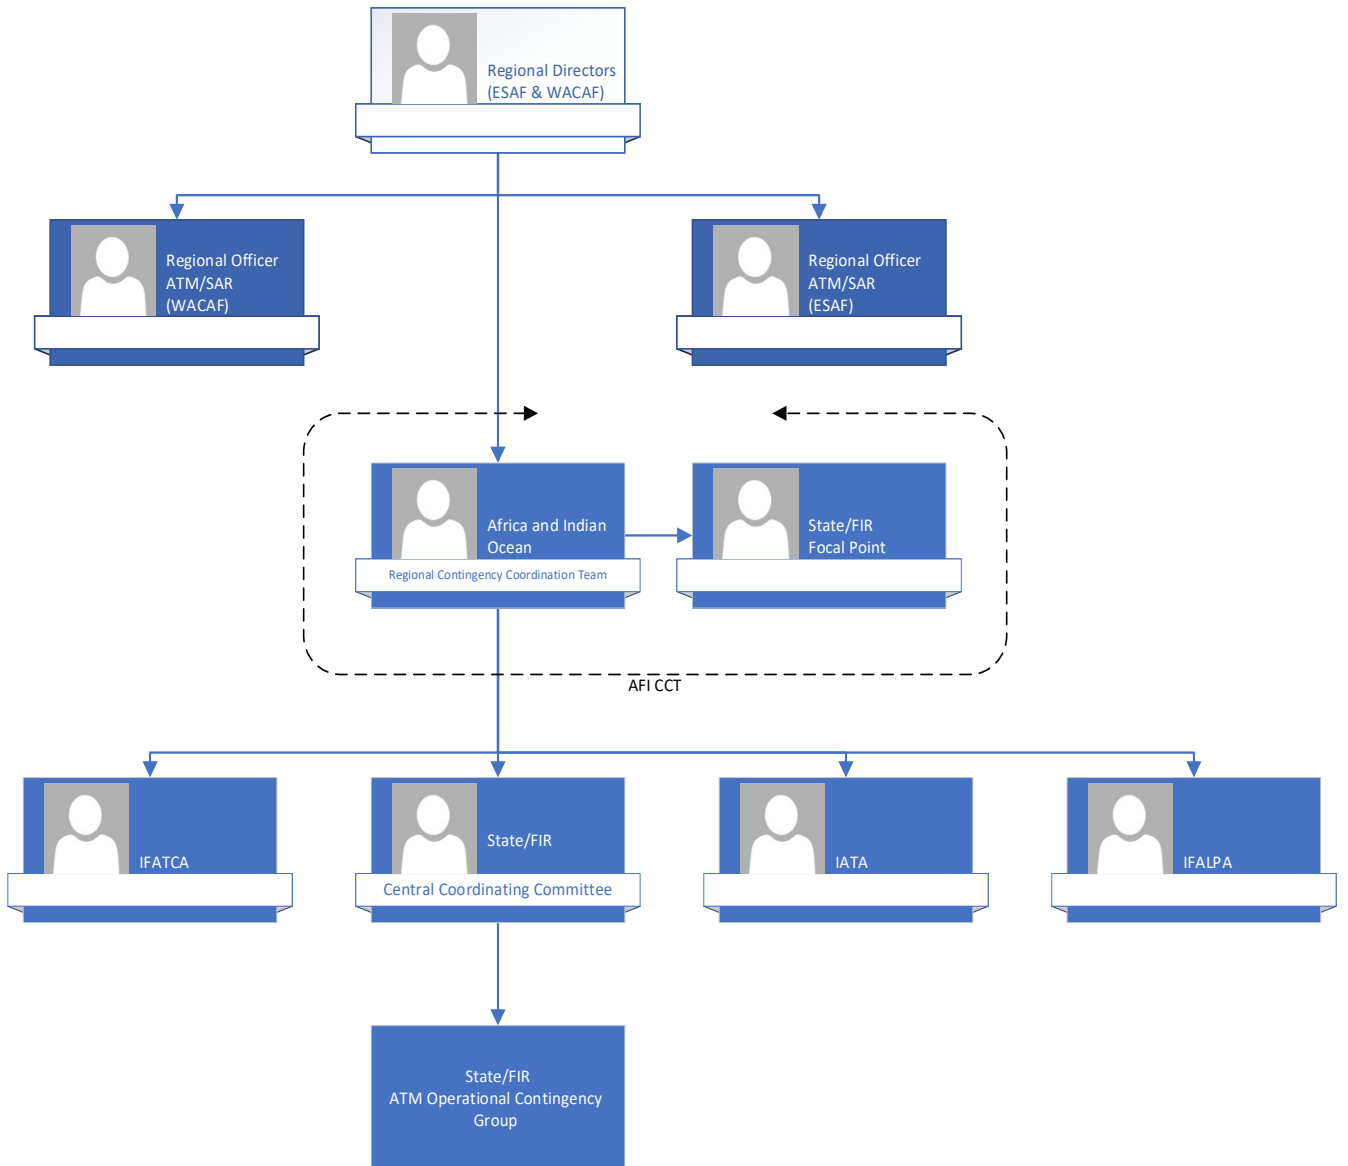 Regional Directors
(ESAF & WACAF)
Regional Officer
ATM/SAR
(WACAF)
Regional Officer
ATM/SAR
(ESAF)
Africa and Indian
Ocean
Regional Contingency Coordination Team
State/FIR
Focal Point
AFI CCT
IFATCA
State/FIR
Central Coordinating Committee
IATA
IFALPA
State/FIR
ATM Operational Contingency
Group